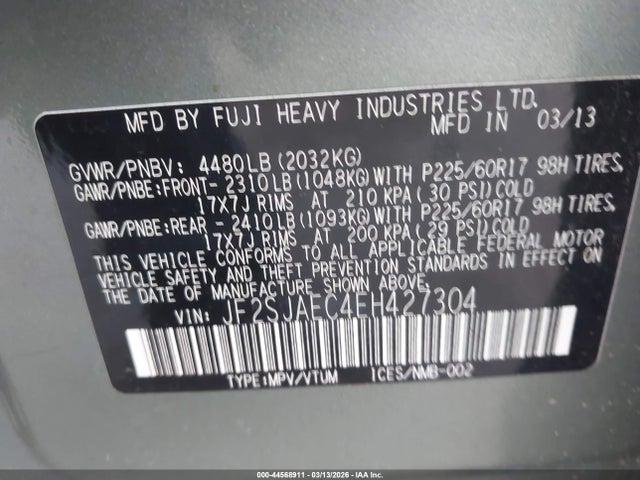 MFD BY FUJI HEAVY INDUSTRIES LTD.
MFD IN 03/13
GVWR/PNBV: 4480LB (2032KG)
GAWR/PNBE:FRONT- 2310LB (1048KG) WITH P225/60R17 98H TIRES,
17X7J RIMS AT 210 KPA (30 PSI) COLD
GAWR/PNBE:REAR - 2410LB (1093KG) WITH P225/60R17 98H TIRES,
17X7J RIMS AT 200 KPA (29 PSI) COLD
THIS VEHICLE CONFORMS TO ALL APPLICABLE FEDERAL MOTOR
VEHICLE SAFETY AND THEFT PREVENTION STANDARDS IN EFFECT ON
THE DATE OF MANUFACTURE SHOWN ABOVE.
VIN: JF2SJAEC4EH427304
TYPE:MPV/VTUM ICES/NMB-002
000-44568911 - 03/13/2026 - IAA Inc.